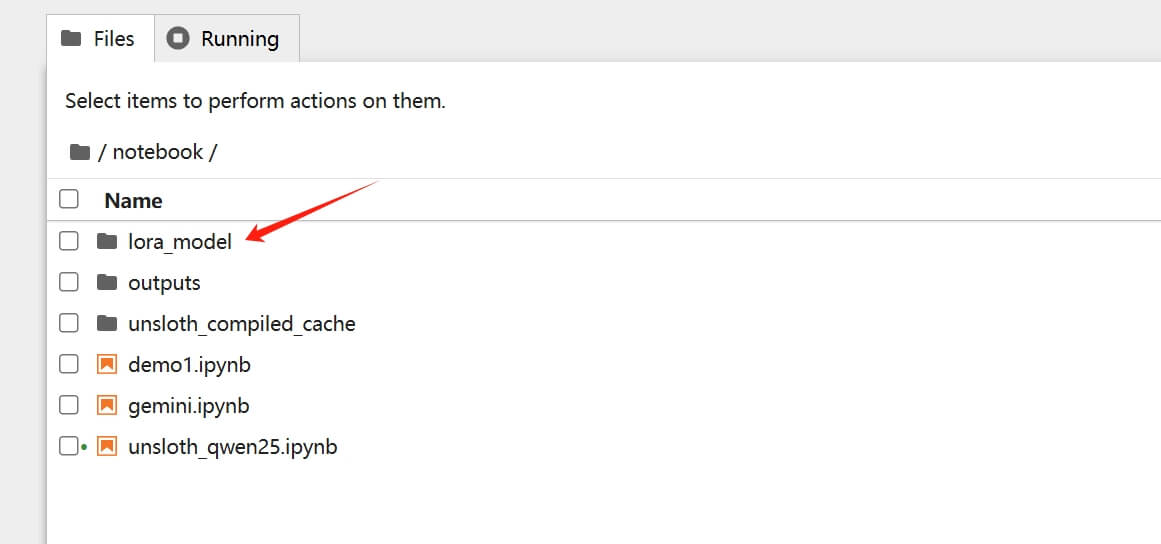 Files
Running
Select items to perform actions on them.
/ notebook /
Name
lora_model
outputs
unsloth_compiled_cache
demo1.ipynb
gemini.ipynb
unsloth_qwen25.ipynb